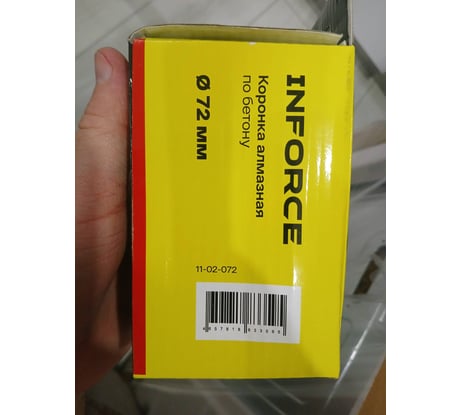 INFORCE
Коронка алмазная
по бетону
Ø 72 мм
11-02-072